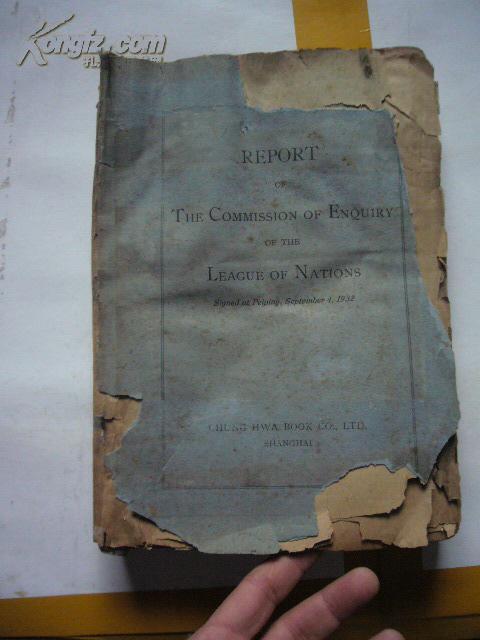 Kongfz.com
REPORT
OF
THE COMMISSION OF ENQUIRY
OF THE
LEAGUE OF NATIONS
Signed at Peiping, September 4, 1932
CHUNG HWA BOOK CO., LTD.
SHANGHAI